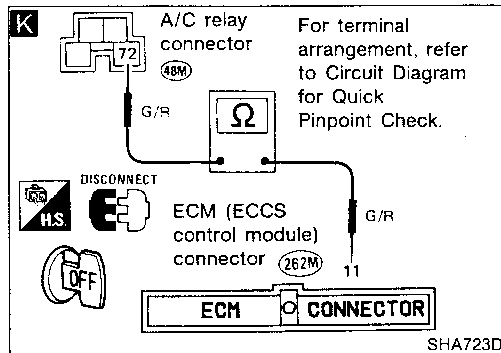 K
A/C relay
connector
72
48M
For terminal
arrangement, refer
to Circuit Diagram
for Quick
Pinpoint Check.
G/R
Ω
DISCONNECT
H.S.
ECM (ECCS
control module)
connector
262M
G/R
11
OFF
ECM CONNECTOR
SHA723D